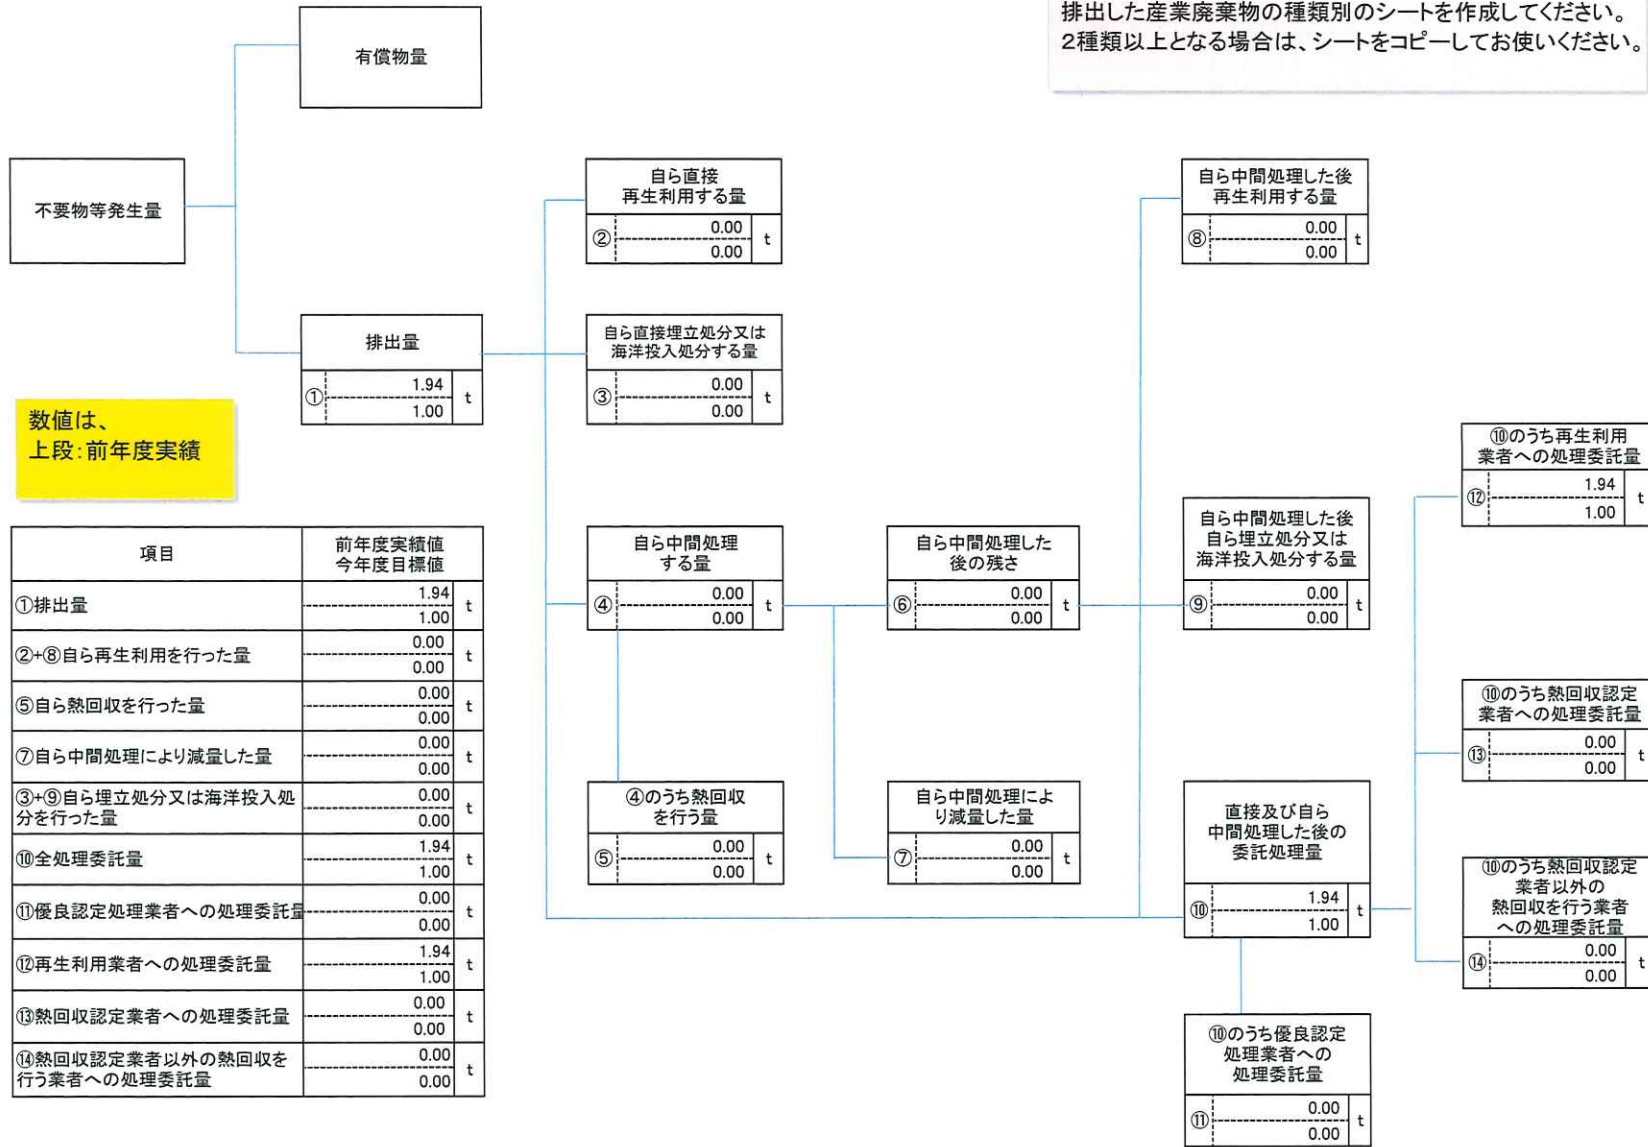 排出した産業廃棄物の種類別のシートを作成してください。
2種類以上となる場合は、シートをコピーしてお使いください。
有償物量
不要物等発生量
排出量
①
1.94
1.00
t
自ら直接
再生利用する量
②
0.00
0.00
t
自ら直接埋立処分又は
海洋投入処分する量
③
0.00
0.00
t
自ら中間処理した後
再生利用する量
⑧
0.00
0.00
t
数値は、
上段:前年度実績
自ら中間処理
する量
④
0.00
0.00
t
自ら中間処理した
後の残さ
⑥
0.00
0.00
t
自ら中間処理した後
自ら埋立処分又は
海洋投入処分する量
⑨
0.00
0.00
t
⑩のうち再生利用
業者への処理委託量
⑫
1.94
1.00
t
⑩のうち熱回収認定
業者への処理委託量
⑬
0.00
0.00
t
④のうち熱回収
を行う量
⑤
0.00
0.00
t
自ら中間処理によ
り減量した量
⑦
0.00
0.00
t
直接及び自ら
中間処理した後の
委託処理量
⑩
1.94
1.00
t
⑩のうち熱回収認定
業者以外の
熱回収を行う業者
への処理委託量
⑭
0.00
0.00
t
⑩のうち優良認定
処理業者への
処理委託量
⑪
0.00
0.00
t
項目
前年度実績値
今年度目標値
①排出量
1.94
1.00
t
②+⑧自ら再生利用を行った量
0.00
0.00
t
⑤自ら熱回収を行った量
0.00
0.00
t
⑦自ら中間処理により減量した量
0.00
0.00
t
③+⑨自ら埋立処分又は海洋投入処
分を行った量
0.00
0.00
t
⑩全処理委託量
1.94
1.00
t
⑪優良認定処理業者への処理委託量
0.00
0.00
t
⑫再生利用業者への処理委託量
1.94
1.00
t
⑬熱回収認定業者への処理委託量
0.00
0.00
t
⑭熱回収認定業者以外の熱回収を
行う業者への処理委託量
0.00
0.00
t